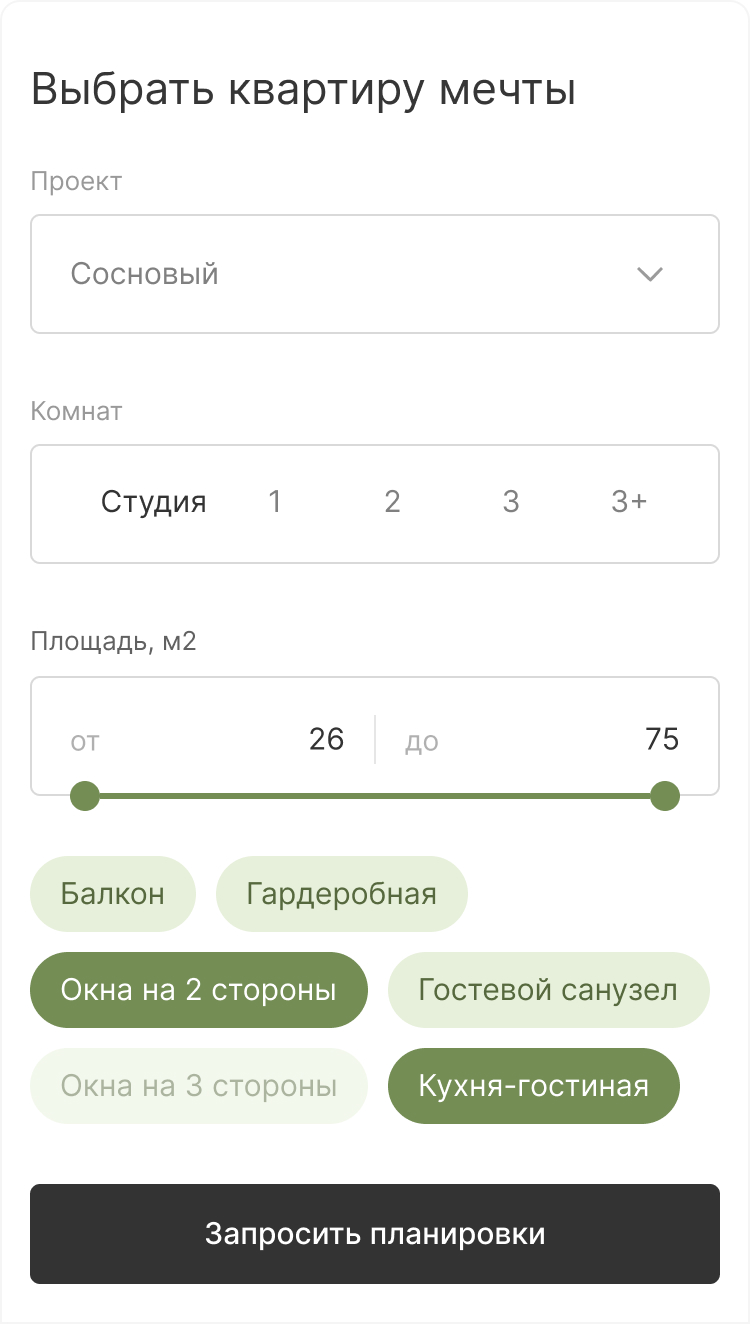 Выбрать квартиру мечты
Проект
Сосновый
Комнат
Студия 1 2 3 3+
Площадь, м2
от 26 до 75
Балкон Гардеробная
Окна на 2 стороны Гостевой санузел
Окна на 3 стороны Кухня-гостиная
Запросить планировки